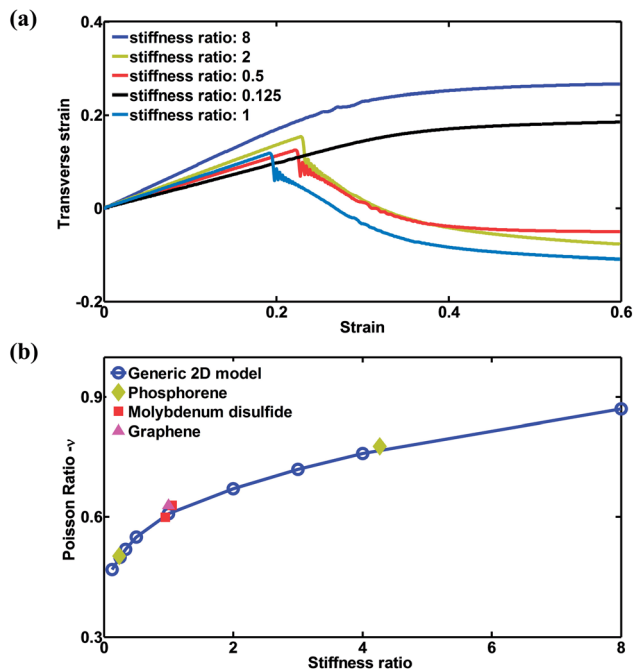 (a)
0.4
0.2
0
-0.2
Transverse strain
stiffness ratio: 8
stiffness ratio: 2
stiffness ratio: 0.5
stiffness ratio: 0.125
stiffness ratio: 1
0 0.2 0.4 0.6
Strain
(b)
0.9
0.6
0.3
Poisson Ratio -ν
Generic 2D model
Phosphorene
Molybdenum disulfide
Graphene
0 2 4 6 8
Stiffness ratio